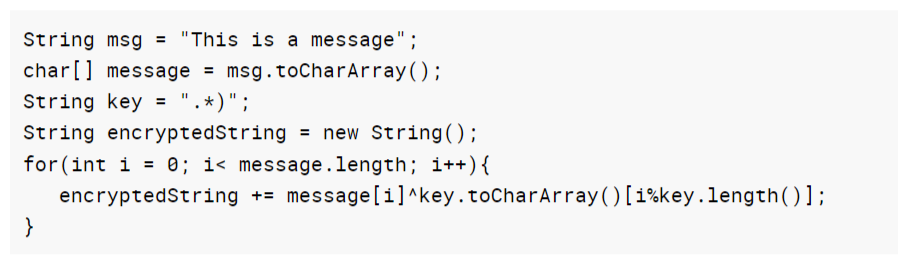 String msg = "This is a message";
char[] message = msg.toCharArray();
String key = ".*)";
String encryptedString = new String();
for(int i = 0; i< message.length; i++){
   encryptedString += message[i]^key.toCharArray()[i%key.length()];
}